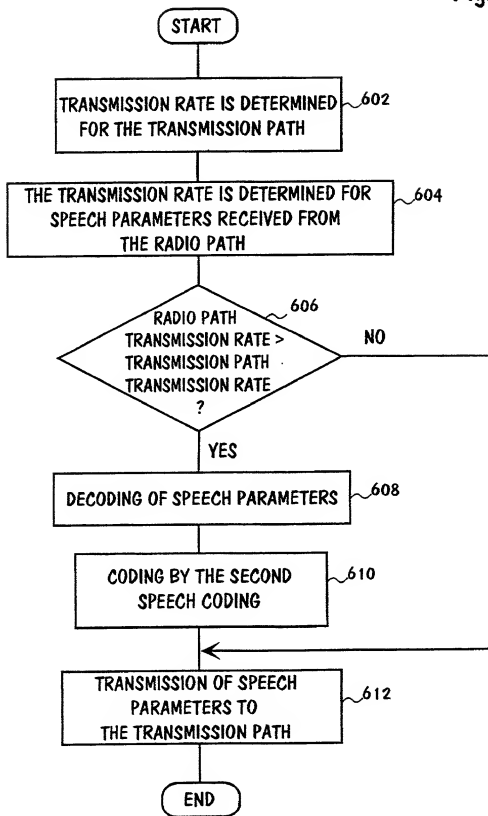 START
TRANSMISSION RATE IS DETERMINED
FOR THE TRANSMISSION PATH
602
THE TRANSMISSION RATE IS DETERMINED FOR
SPEECH PARAMETERS RECEIVED FROM
THE RADIO PATH
604
606
RADIO PATH
TRANSMISSION RATE >
TRANSMISSION PATH
TRANSMISSION RATE
?
NO
YES
DECODING OF SPEECH PARAMETERS
608
CODING BY THE SECOND
SPEECH CODING
610
TRANSMISSION OF SPEECH
PARAMETERS TO
THE TRANSMISSION PATH
612
END